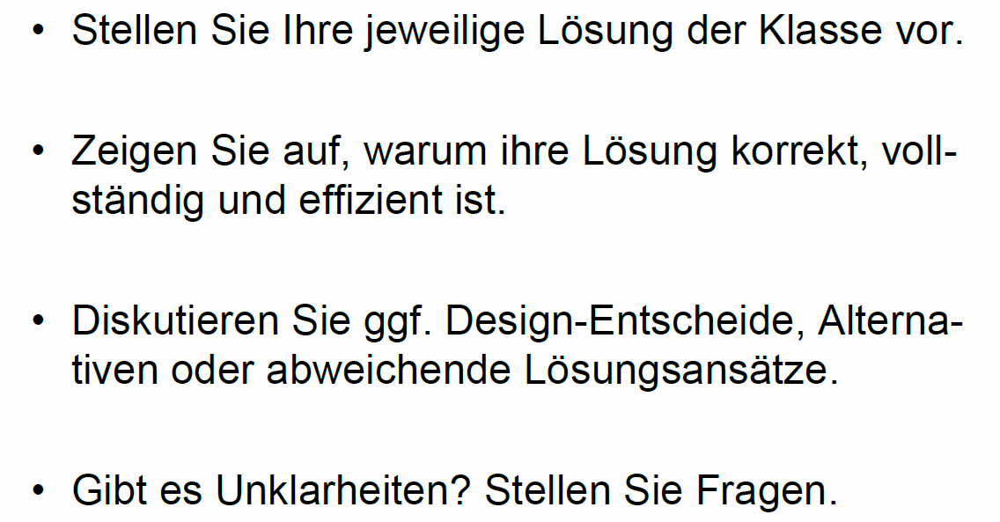 • Stellen Sie Ihre jeweilige Lösung der Klasse vor.
• Zeigen Sie auf, warum ihre Lösung korrekt, voll-
ständig und effizient ist.
• Diskutieren Sie ggf. Design-Entscheide, Alterna-
tiven oder abweichende Lösungsansätze.
• Gibt es Unklarheiten? Stellen Sie Fragen.